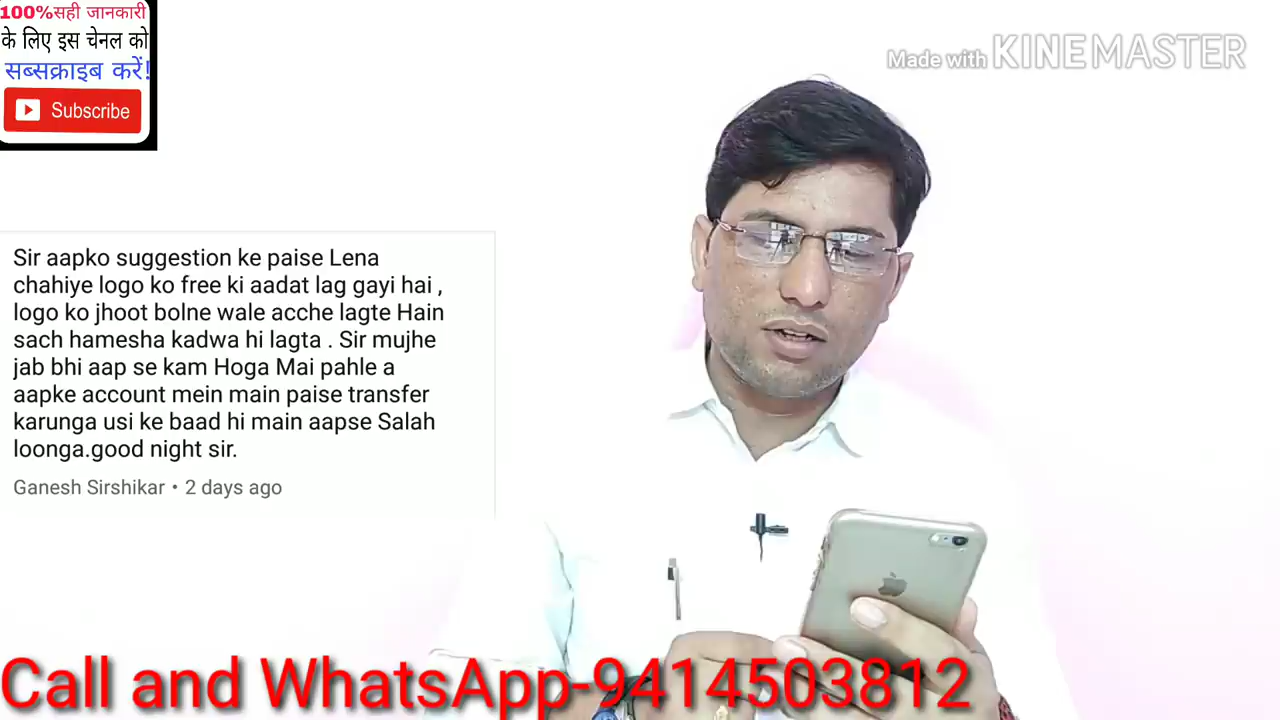 100%सही जानकारी
के लिए इस चेनल को
सब्सक्राइब करें!
Subscribe
Made with KINEMASTER
Sir aapko suggestion ke paise Lena
chahiye logo ko free ki aadat lag gayi hai ,
logo ko jhoot bolne wale acche lagte Hain
sach hamesha kadwa hi lagta . Sir mujhe
jab bhi aap se kam Hoga Mai pahle a
aapke account mein main paise transfer
karunga usi ke baad hi main aapse Salah
loonga.good night sir.
Ganesh Sirshikar • 2 days ago
Call and WhatsApp-9414503812